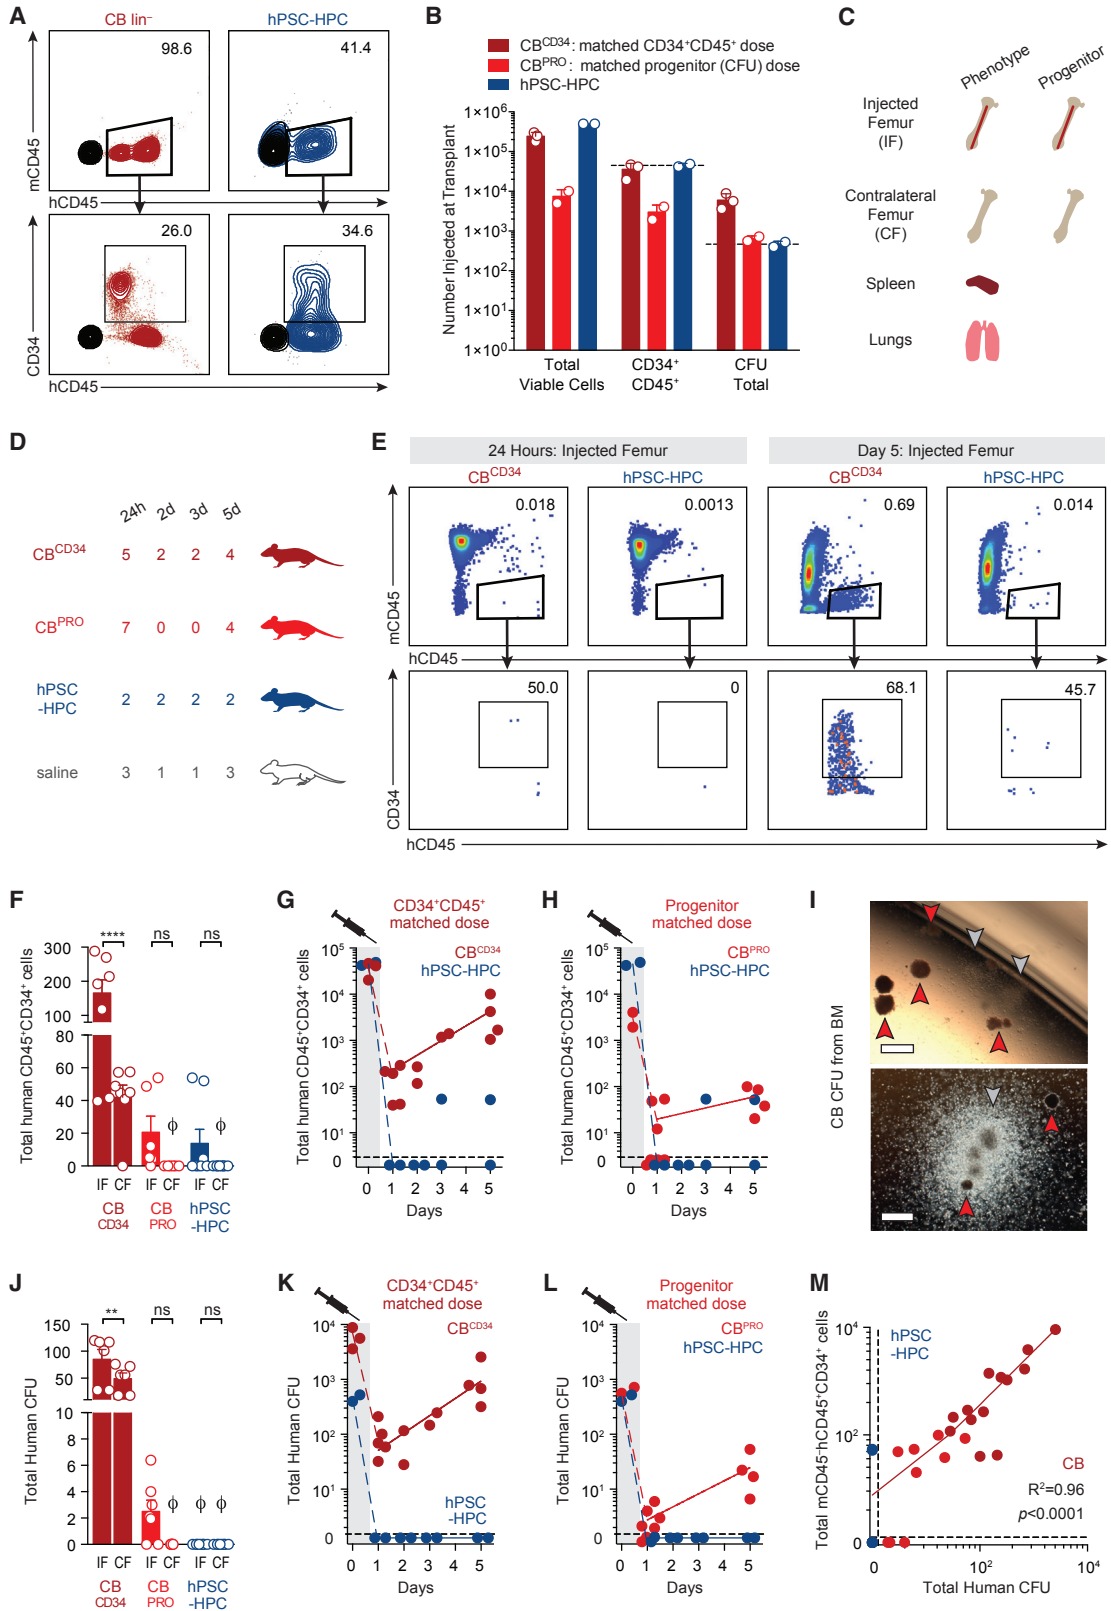 A
CB lin⁻
hPSC-HPC
98.6
41.4
mCD45
hCD45
26.0
34.6
CD34
hCD45
B
CB^CD34: matched CD34⁺CD45⁺ dose
CB^PRO: matched progenitor (CFU) dose
hPSC-HPC
Number Injected at Transplant
1×10⁶
1×10⁵
1×10⁴
1×10³
1×10²
1×10¹
1×10⁰
Total
Viable Cells
CD34⁺
CD45⁺
CFU
Total
C
Phenotype
Progenitor
Injected
Femur
(IF)
Contralateral
Femur
(CF)
Spleen
Lungs
D
24h 2d 3d 5d
CB^CD34 5 2 2 4
CB^PRO 7 0 0 4
hPSC
-HPC 2 2 2 2
saline 3 1 1 3
E
24 Hours: Injected Femur
Day 5: Injected Femur
CB^CD34
hPSC-HPC
CB^CD34
hPSC-HPC
0.018
0.0013
0.69
0.014
mCD45
hCD45
50.0
0
68.1
45.7
CD34
hCD45
F
Total human CD45⁺CD34⁺ cells
300
200
100
80
60
40
20
0
****
ns
ns
ϕ
ϕ
IF CF IF CF IF CF
CB
CD34
CB
PRO
hPSC
-HPC
G
CD34⁺CD45⁺
matched dose
CB^CD34
hPSC-HPC
Total human CD45⁺CD34⁺ cells
10⁵
10⁴
10³
10²
10¹
0
0 1 2 3 4 5
Days
H
Progenitor
matched dose
CB^PRO
hPSC-HPC
Total human CD45⁺CD34⁺ cells
10⁵
10⁴
10³
10²
10¹
0
0 1 2 3 4 5
Days
I
CB CFU from BM
J
Total Human CFU
150
100
50
10
8
6
4
2
0
**
ns
ns
ϕ
ϕ
ϕ
IF CF IF CF IF CF
CB
CD34
CB
PRO
hPSC
-HPC
K
CD34⁺CD45⁺
matched dose
CB^CD34
hPSC
-HPC
Total Human CFU
10⁴
10³
10²
10¹
0
0 1 2 3 4 5
Days
L
Progenitor
matched dose
CB^PRO
hPSC-HPC
Total Human CFU
10⁴
10³
10²
10¹
0
0 1 2 3 4 5
Days
M
hPSC
-HPC
CB
R²=0.96
p<0.0001
Total mCD45⁻hCD45⁺CD34⁺ cells
10⁴
10²
0
0 10² 10⁴
Total Human CFU